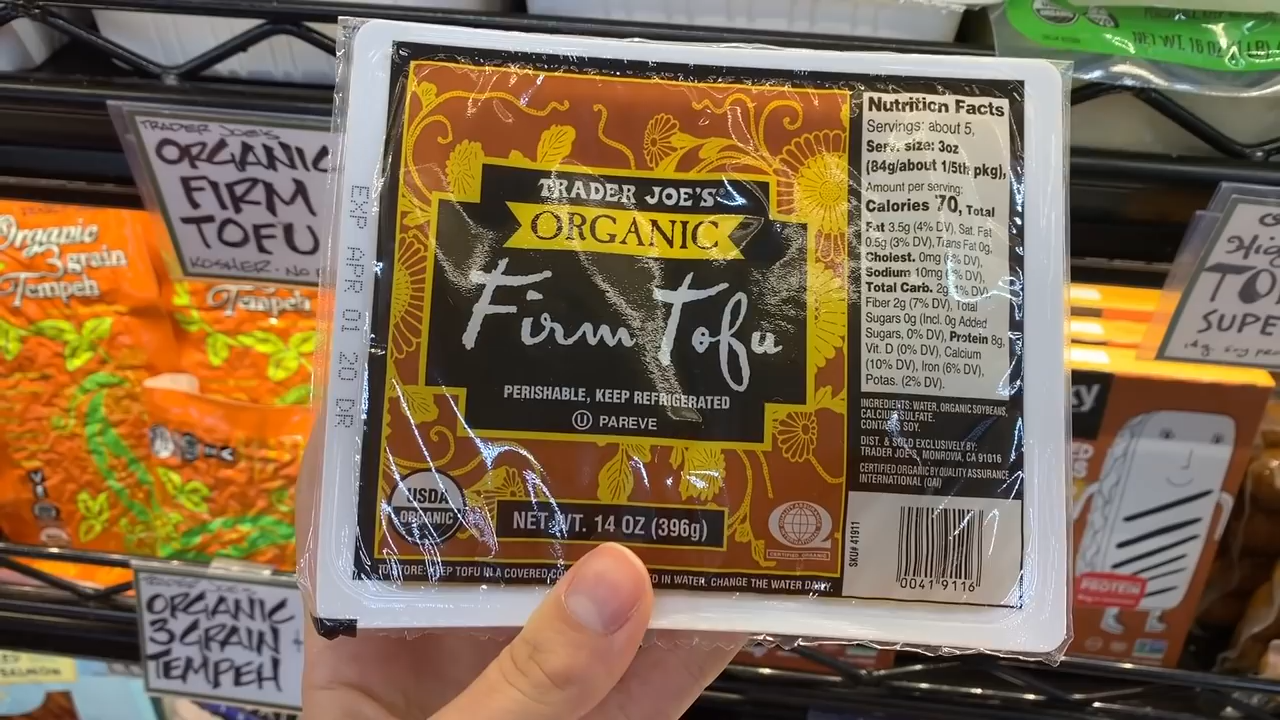 TRADER JOE'S
ORGANIC
FIRM
TOFU
KOSHER · NO
Organic
3 grain
Tempeh
Tempeh
ORGANIC
3 GRAIN
TEMPEH
EXP APR 01 20 DR
TRADER JOE'S
ORGANIC
Firm Tofu
PERISHABLE, KEEP REFRIGERATED
U PAREVE
USDA
ORGANIC
NET WT. 14 OZ (396g)
CERTIFIED ORGANIC
TO STORE: KEEP TOFU IN A COVERED D IN WATER. CHANGE THE WATER DAILY.
Nutrition Facts
Servings: about 5,
Serv. size: 3oz
(84g/about 1/5th pkg),
Amount per serving:
Calories 70, Total
Fat 3.5g (4% DV), Sat. Fat
0.5g (3% DV), Trans Fat 0g,
Cholest. 0mg (0% DV),
Sodium 10mg DV),
Total Carb. 2g (1% DV),
Fiber 2g (7% DV), Total
Sugars 0g (Incl. 0g Added
Sugars, 0% DV), Protein 8g,
Vit. D (0% DV), Calcium
(10% DV), Iron (6% DV),
Potas. (2% DV).
INGREDIENTS: WATER, ORGANIC SOYBEANS,
CALCIUM SULFATE.
CONTAINS SOY.
DIST. & SOLD EXCLUSIVELY BY:
TRADER JOE'S, MONROVIA, CA 91016
CERTIFIED ORGANIC BY QUALITY ASSURANCE
INTERNATIONAL (QAI)
SKU# 41911
0041 9116
NET WT. 16 OZ
SUPE
PROTEIN